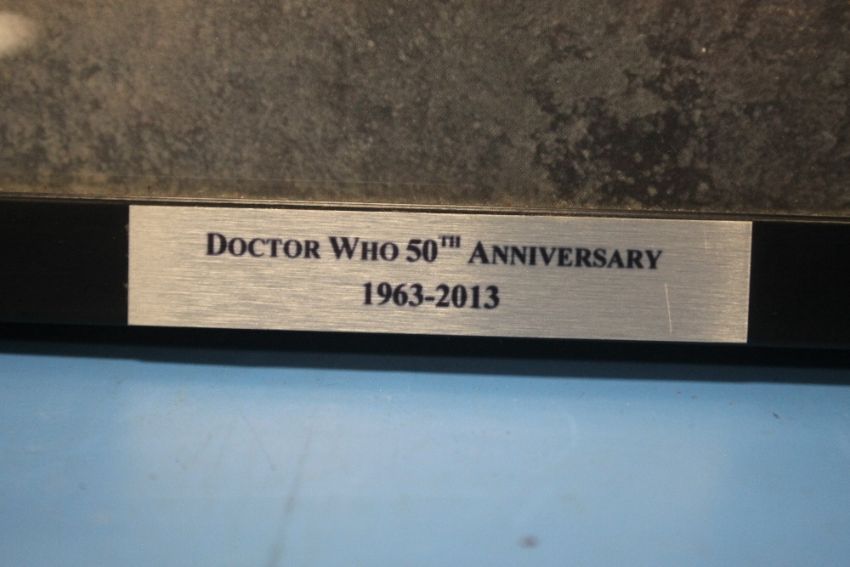 DOCTOR WHO 50TH ANNIVERSARY
1963-2013